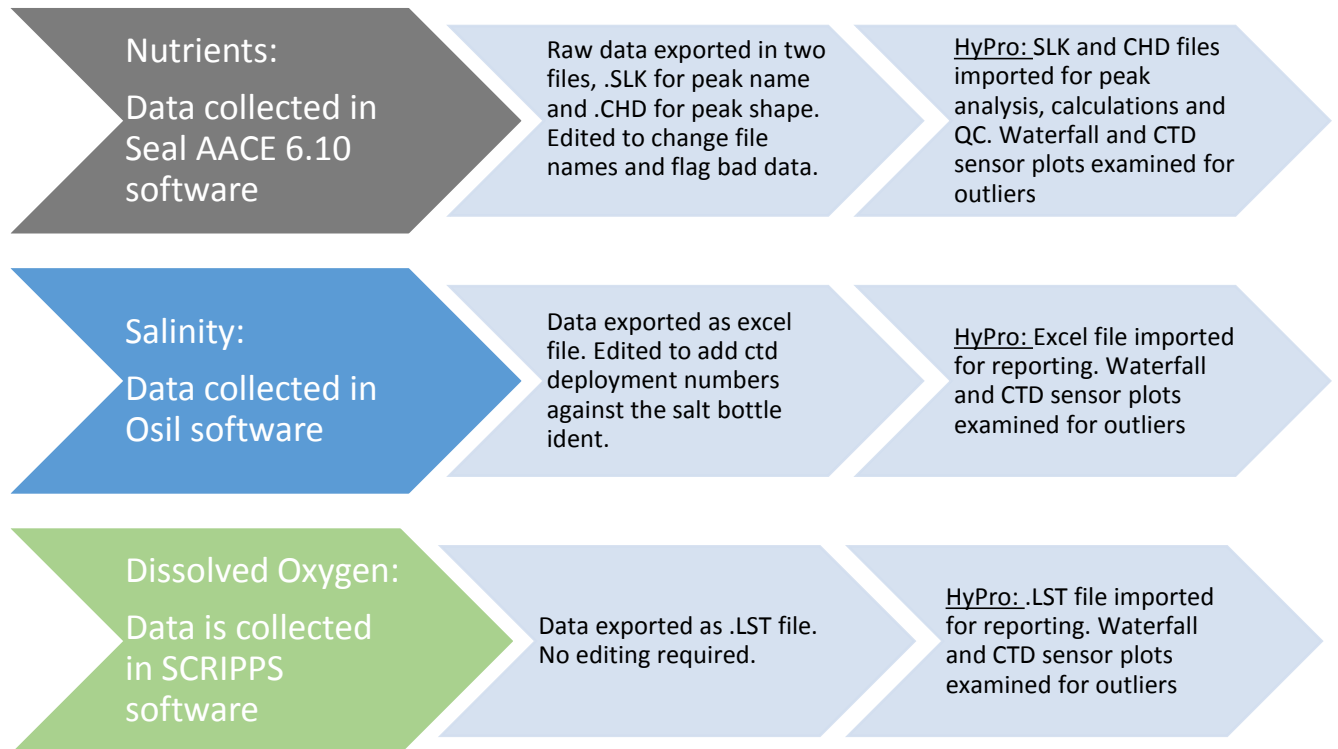 Nutrients:
Data collected in
Seal AACE 6.10
software
Raw data exported in two
files, .SLK for peak name
and .CHD for peak shape.
Edited to change file
names and flag bad data.
HyPro: SLK and CHD files
imported for peak
analysis, calculations and
QC. Waterfall and CTD
sensor plots examined for
outliers
Salinity:
Data collected in
Osil software
Data exported as excel
file. Edited to add ctd
deployment numbers
against the salt bottle
ident.
HyPro: Excel file imported
for reporting. Waterfall
and CTD sensor plots
examined for outliers
Dissolved Oxygen:
Data is collected
in SCRIPPS
software
Data exported as .LST file.
No editing required.
HyPro: .LST file imported
for reporting. Waterfall
and CTD sensor plots
examined for outliers